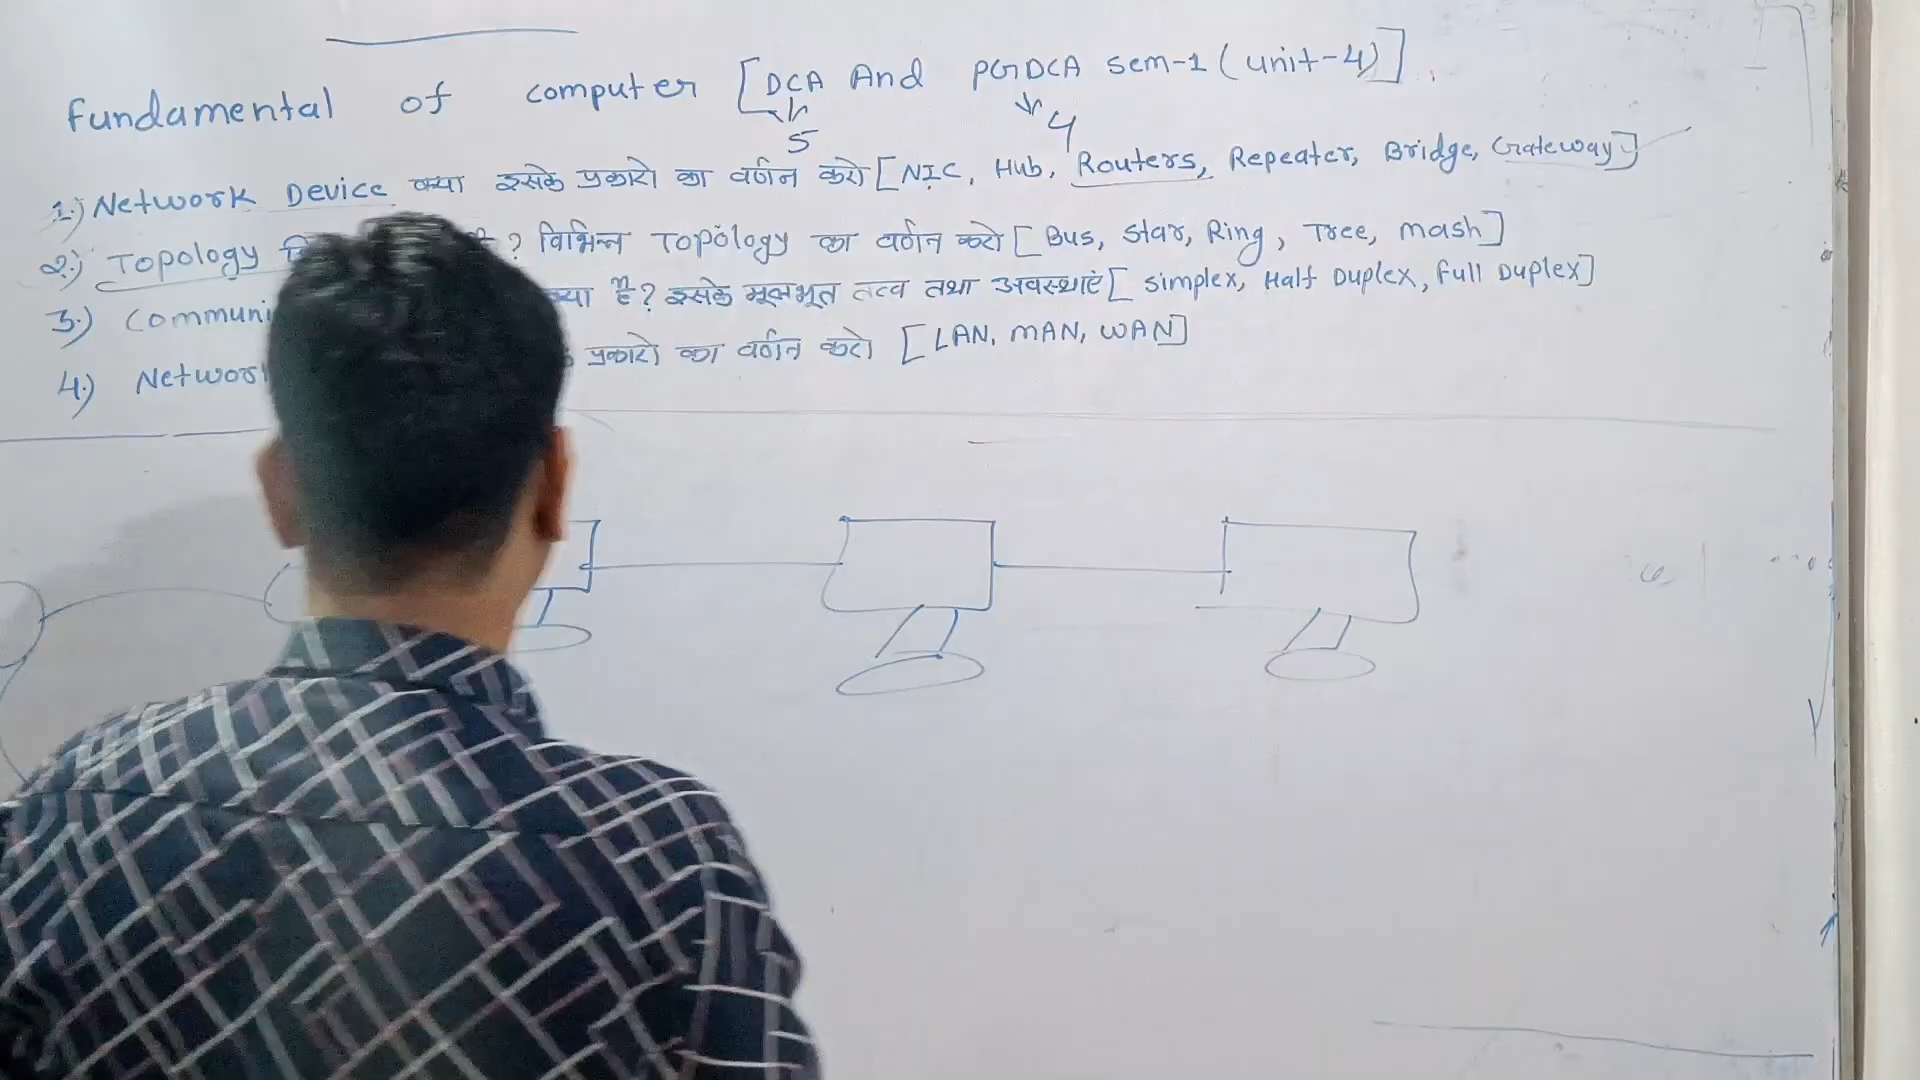 Fundamental of computer [DCA And PGDCA Sem-1 (unit-4)]
5 4
1.) Network Device क्या इसके प्रकारो का वर्णन करो [NIC, Hub, Routers, Repeater, Bridge, Gateway]
2.) Topology ? विभिन्न Topology का वर्णन करो [Bus, Star, Ring, Tree, mash]
3.) Communi क्या है? इसके मूलभूत तत्व तथा अवस्थाएं [Simplex, Half Duplex, Full Duplex]
4.) Network प्रकारो का वर्णन करो [LAN, MAN, WAN]